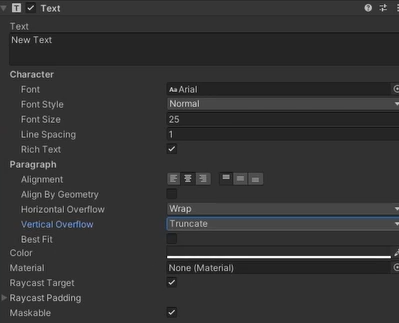 Text
Text
New Text
Character
Font Aa Arial
Font Style Normal
Font Size 25
Line Spacing 1
Rich Text
Paragraph
Alignment
Align By Geometry
Horizontal Overflow Wrap
Vertical Overflow Truncate
Best Fit
Color
Material None (Material)
Raycast Target
Raycast Padding
Maskable